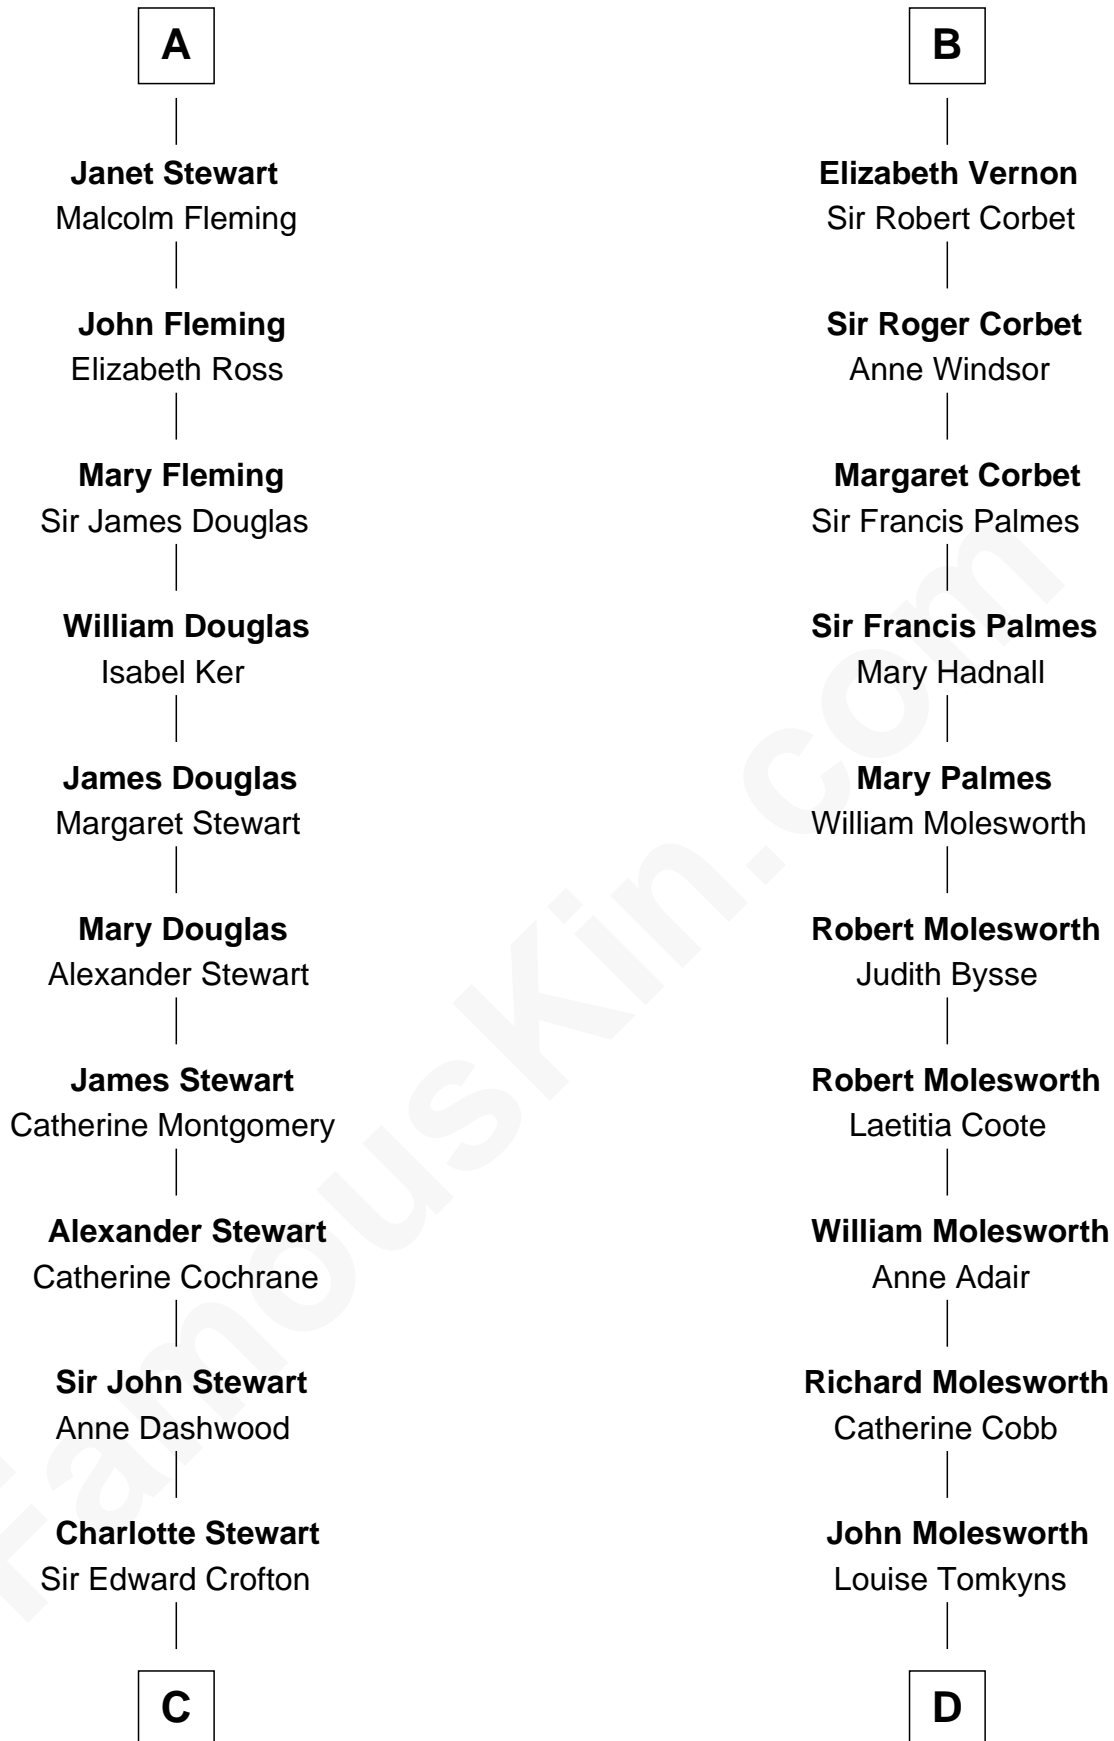 A
Janet Stewart
Malcolm Fleming
John Fleming
Elizabeth Ross
Mary Fleming
Sir James Douglas
William Douglas
Isabel Ker
James Douglas
Margaret Stewart
Mary Douglas
Alexander Stewart
James Stewart
Catherine Montgomery
Alexander Stewart
Catherine Cochrane
Sir John Stewart
Anne Dashwood
Charlotte Stewart
Sir Edward Crofton
C
B
Elizabeth Vernon
Sir Robert Corbet
Sir Roger Corbet
Anne Windsor
Margaret Corbet
Sir Francis Palmes
Sir Francis Palmes
Mary Hadnall
Mary Palmes
William Molesworth
Robert Molesworth
Judith Bysse
Robert Molesworth
Laetitia Coote
William Molesworth
Anne Adair
Richard Molesworth
Catherine Cobb
John Molesworth
Louise Tomkyns
D
FamousKin.com